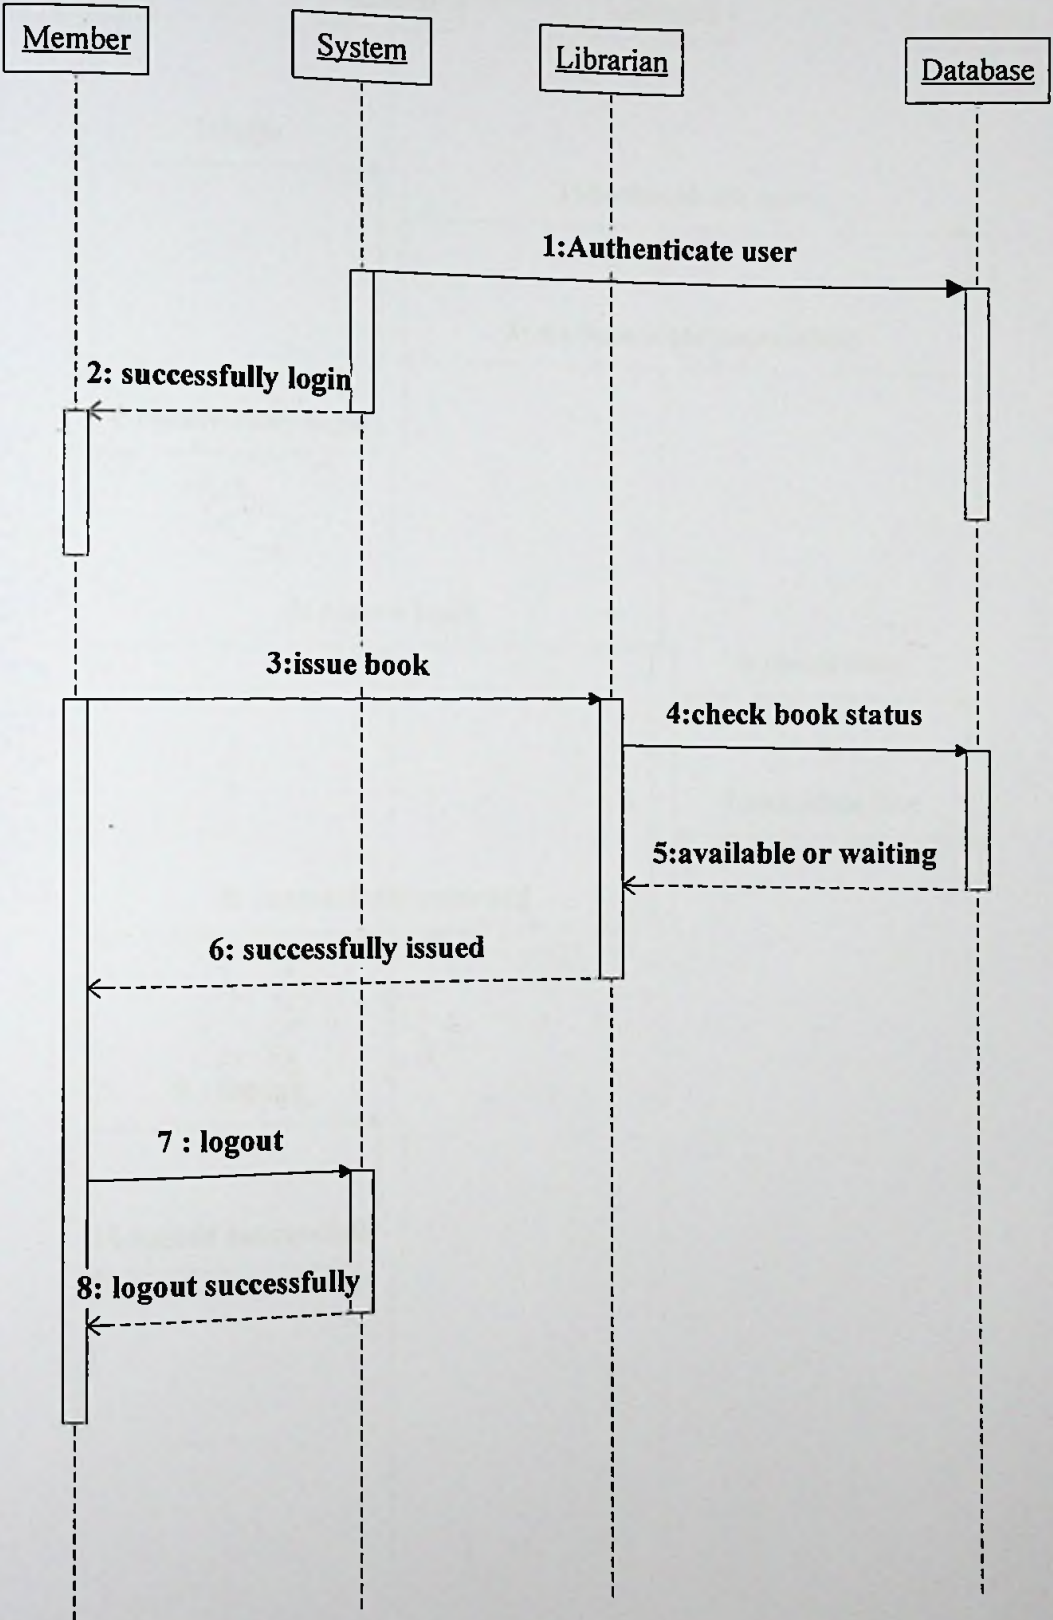 Member
System
Librarian
Database
1:Authenticate user
2: successfully login
3:issue book
4:check book status
5:available or waiting
6: successfully issued
7 : logout
8: logout successfully